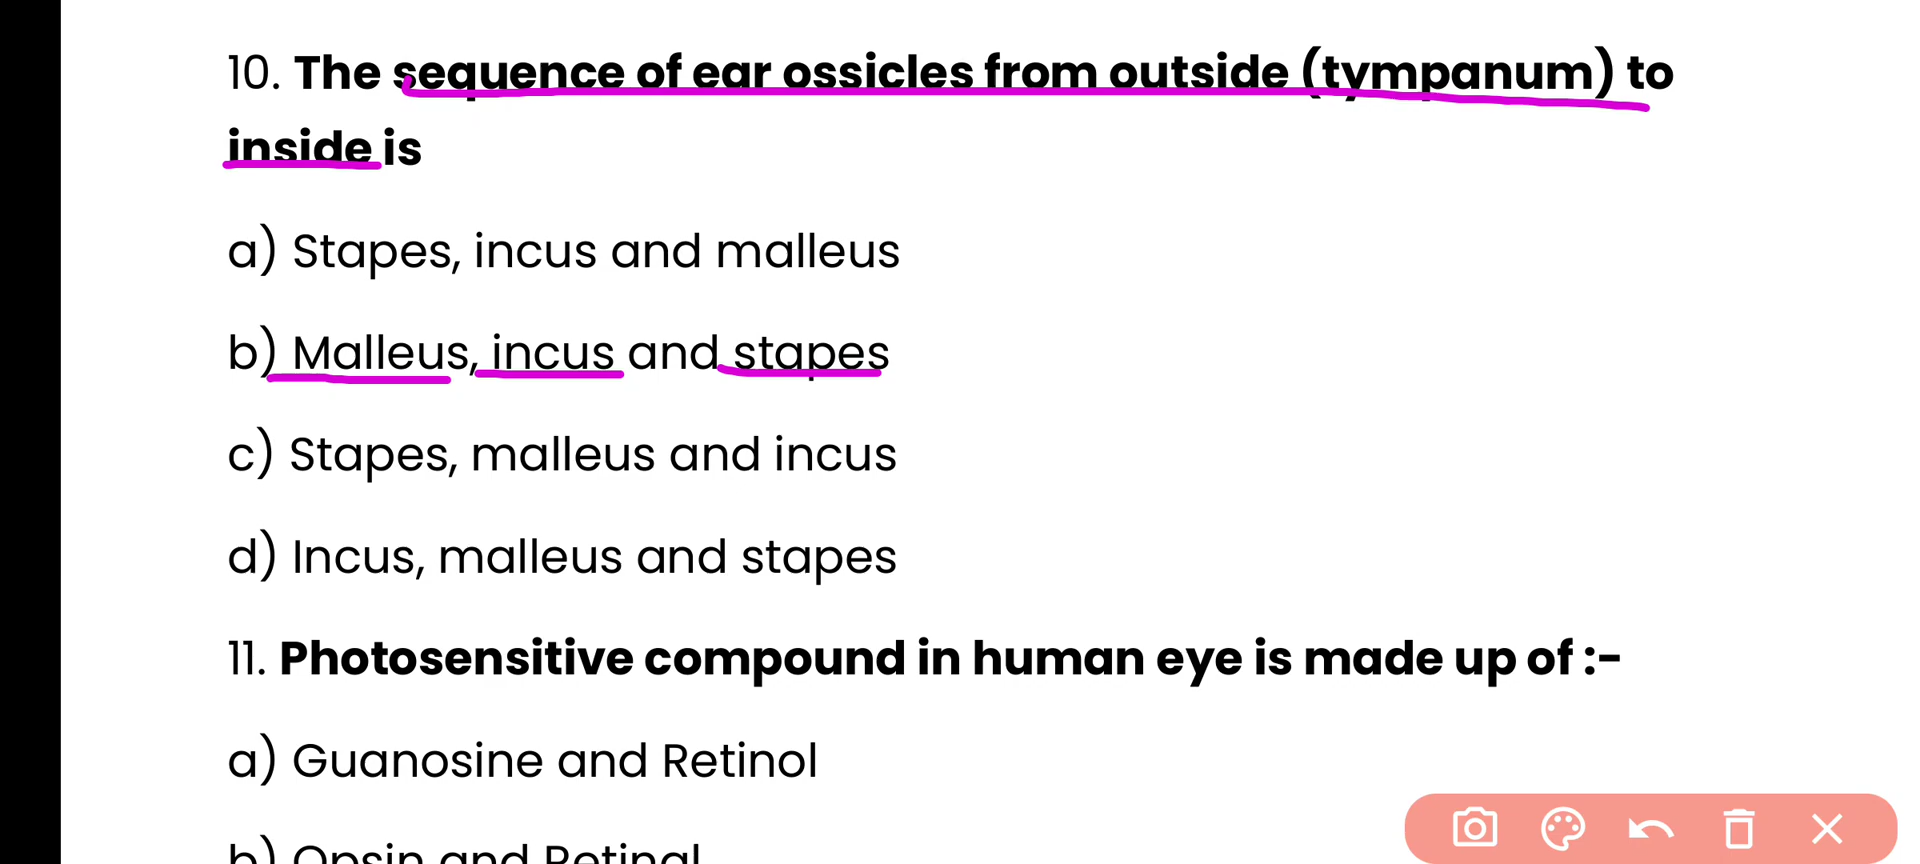 10. The sequence of ear ossicles from outside (tympanum) to
inside is
a) Stapes, incus and malleus
b) Malleus, incus and stapes
c) Stapes, malleus and incus
d) Incus, malleus and stapes
11. Photosensitive compound in human eye is made up of :-
a) Guanosine and Retinol
b) Opsin and Retinal